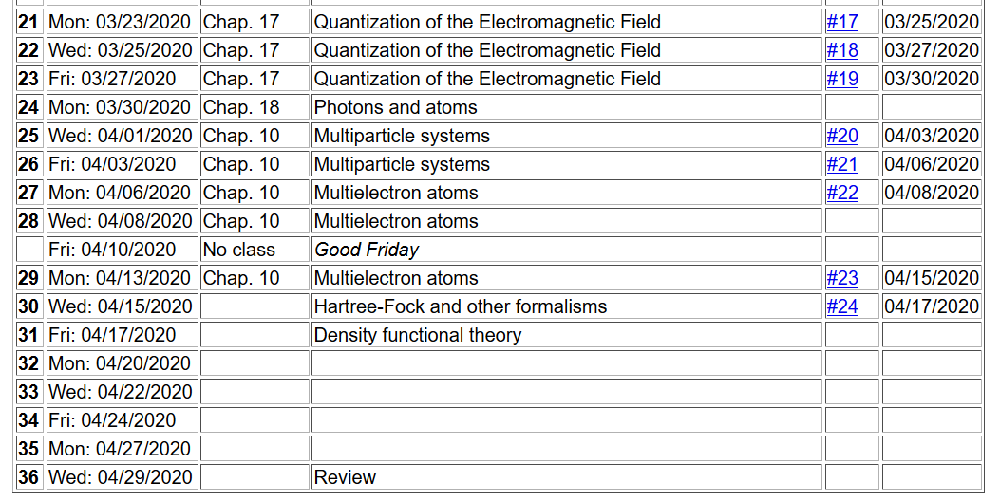 21 Mon: 03/23/2020 Chap. 17 Quantization of the Electromagnetic Field #17 03/25/2020
22 Wed: 03/25/2020 Chap. 17 Quantization of the Electromagnetic Field #18 03/27/2020
23 Fri: 03/27/2020 Chap. 17 Quantization of the Electromagnetic Field #19 03/30/2020
24 Mon: 03/30/2020 Chap. 18 Photons and atoms
25 Wed: 04/01/2020 Chap. 10 Multiparticle systems #20 04/03/2020
26 Fri: 04/03/2020 Chap. 10 Multiparticle systems #21 04/06/2020
27 Mon: 04/06/2020 Chap. 10 Multielectron atoms #22 04/08/2020
28 Wed: 04/08/2020 Chap. 10 Multielectron atoms
Fri: 04/10/2020 No class Good Friday
29 Mon: 04/13/2020 Chap. 10 Multielectron atoms #23 04/15/2020
30 Wed: 04/15/2020 Hartree-Fock and other formalisms #24 04/17/2020
31 Fri: 04/17/2020 Density functional theory
32 Mon: 04/20/2020
33 Wed: 04/22/2020
34 Fri: 04/24/2020
35 Mon: 04/27/2020
36 Wed: 04/29/2020 Review